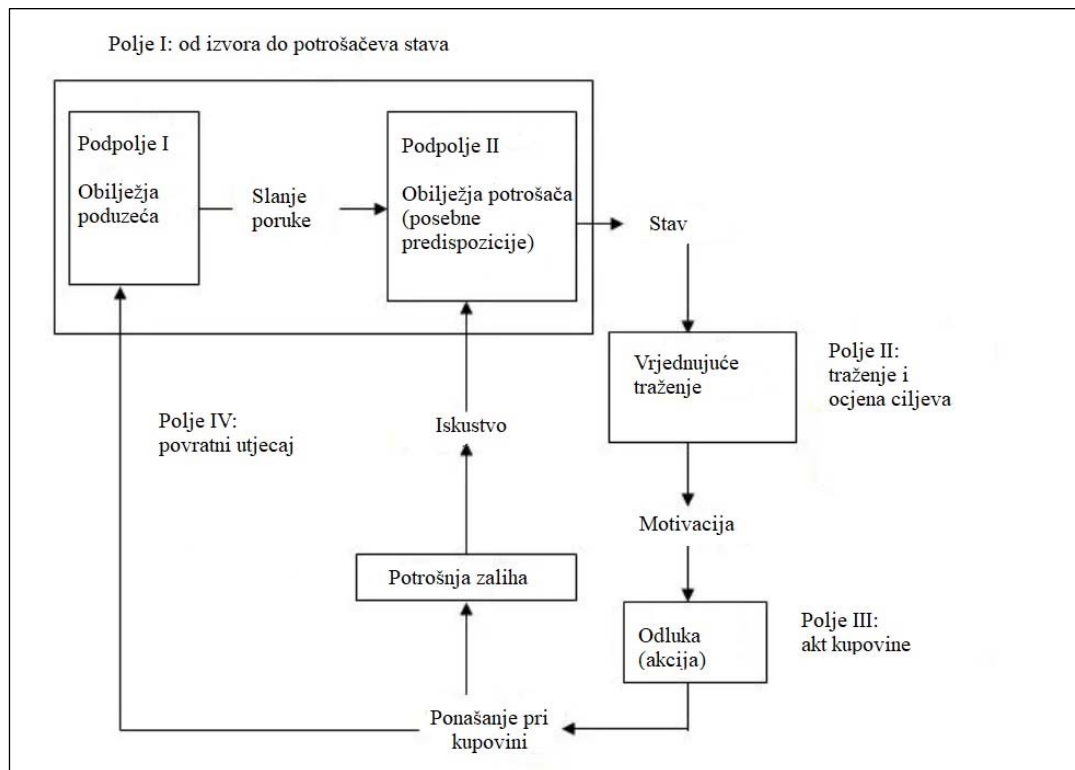 Polje I: od izvora do potrošačeva stava
Podpolje I
Obilježja
poduzeća
Slanje
poruke
Podpolje II
Obilježja potrošača
(posebne
predispozicije)
Stav
Vrjednujuće
traženje
Polje II:
traženje i
ocjena ciljeva
Polje IV:
povratni utjecaj
Iskustvo
Motivacija
Potrošnja zaliha
Odluka
(akcija)
Polje III:
akt kupovine
Ponašanje pri
kupovini